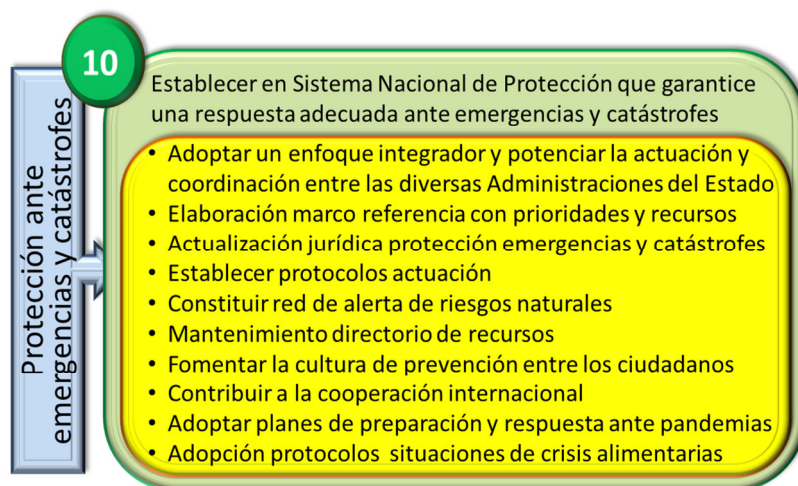 10
Protección ante
emergencias y catástrofes
Establecer en Sistema Nacional de Protección que garantice
una respuesta adecuada ante emergencias y catástrofes
• Adoptar un enfoque integrador y potenciar la actuación y
coordinación entre las diversas Administraciones del Estado
• Elaboración marco referencia con prioridades y recursos
• Actualización jurídica protección emergencias y catástrofes
• Establecer protocolos actuación
• Constituir red de alerta de riesgos naturales
• Mantenimiento directorio de recursos
• Fomentar la cultura de prevención entre los ciudadanos
• Contribuir a la cooperación internacional
• Adoptar planes de preparación y respuesta ante pandemias
• Adopción protocolos situaciones de crisis alimentarias